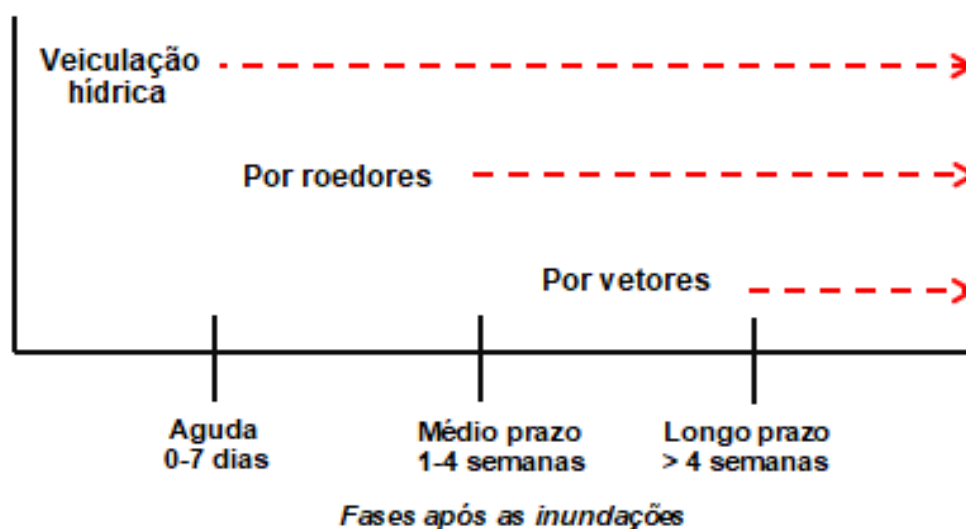 Veiculação
hídrica
Por roedores
Por vetores
Aguda
0-7 dias
Médio prazo
1-4 semanas
Longo prazo
> 4 semanas
Fases após as inundações